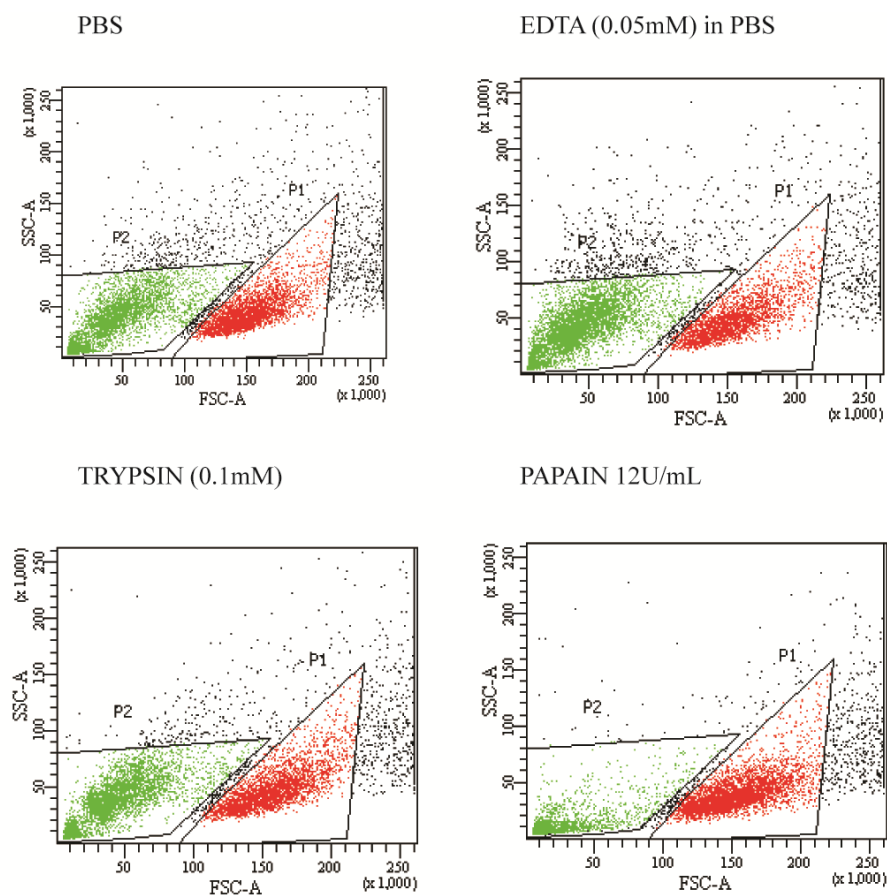 PBS
EDTA (0.05mM) in PBS
(x 1,000)
250
200
150
100
50
SSC-A
P1
P2
50
100
150
200
250
FSC-A
(x 1,000)
(x 1,000)
250
200
150
100
50
SSC-A
P1
P2
50
100
150
200
250
FSC-A
(x 1,000)
TRYPSIN (0.1mM)
PAPAIN 12U/mL
(x 1,000)
250
200
150
100
50
SSC-A
P1
P2
50
100
150
200
250
FSC-A
(x 1,000)
(x 1,000)
250
200
150
100
50
SSC-A
P1
P2
50
100
150
200
250
FSC-A
(x 1,000)